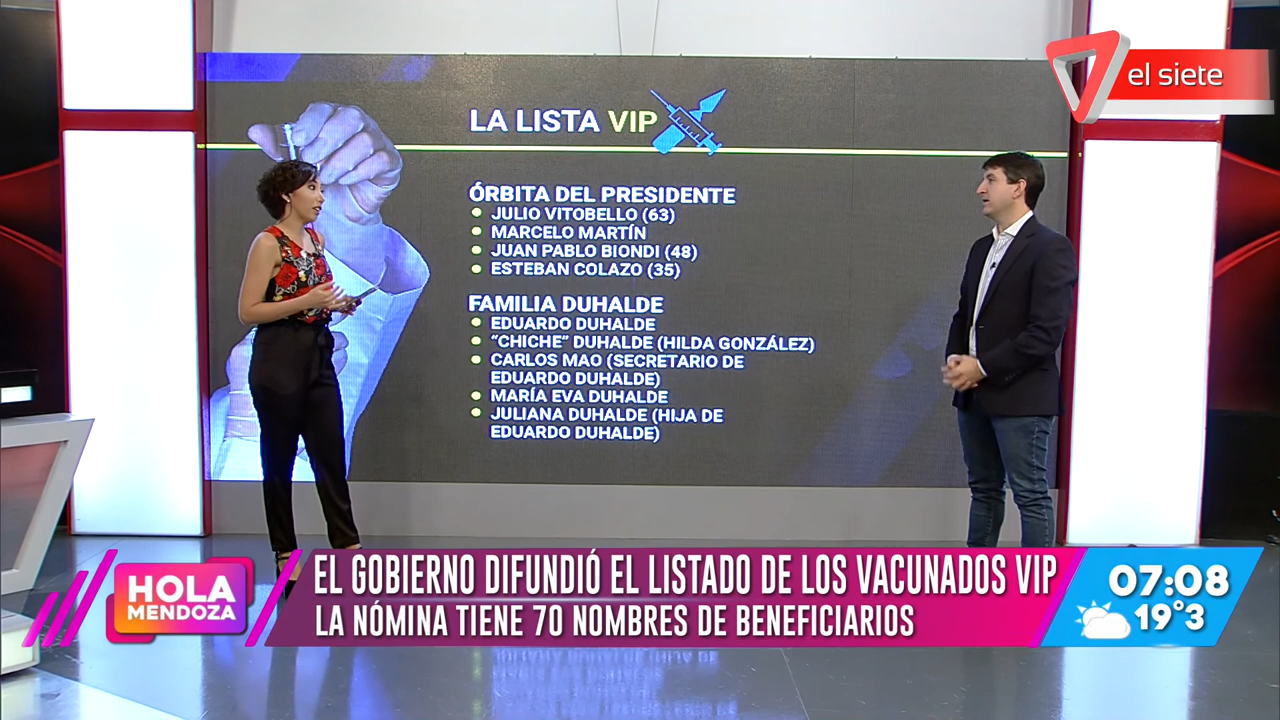 el siete
LA LISTA VIP
ÓRBITA DEL PRESIDENTE
JULIO VITOBELLO (63)
MARCELO MARTÍN
JUAN PABLO BIONDI (48)
ESTEBAN COLAZO (35)
FAMILIA DUHALDE
EDUARDO DUHALDE
“CHICHE” DUHALDE (HILDA GONZÁLEZ)
CARLOS MAO (SECRETARIO DE
EDUARDO DUHALDE)
MARÍA EVA DUHALDE
JULIANA DUHALDE (HIJA DE
EDUARDO DUHALDE)
HOLA
MENDOZA
EL GOBIERNO DIFUNDIÓ EL LISTADO DE LOS VACUNADOS VIP
LA NÓMINA TIENE 70 NOMBRES DE BENEFICIARIOS
07:08
19°3